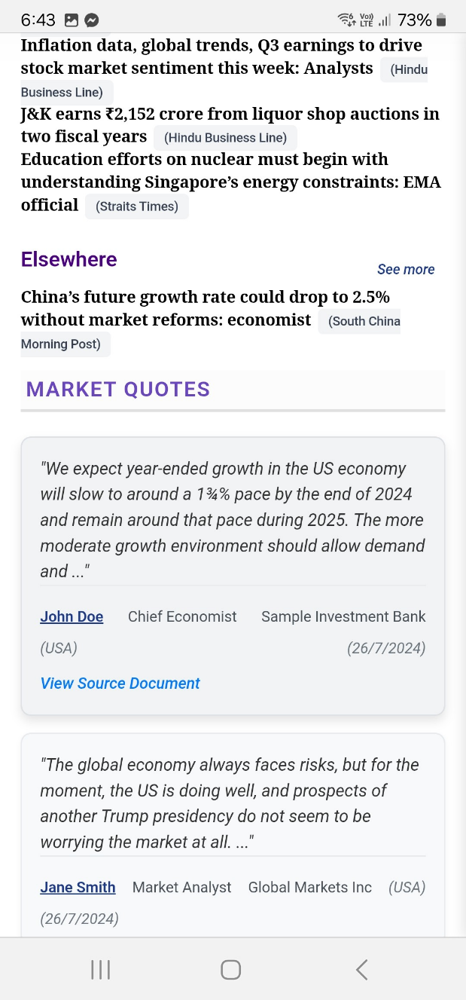 6:43 Vo)) LTE 73%
Inflation data, global trends, Q3 earnings to drive
stock market sentiment this week: Analysts (Hindu
Business Line)
J&K earns ₹2,152 crore from liquor shop auctions in
two fiscal years (Hindu Business Line)
Education efforts on nuclear must begin with
understanding Singapore’s energy constraints: EMA
official (Straits Times)
Elsewhere
See more
China’s future growth rate could drop to 2.5%
without market reforms: economist (South China
Morning Post)
MARKET QUOTES
"We expect year-ended growth in the US economy
will slow to around a 1¾% pace by the end of 2024
and remain around that pace during 2025. The more
moderate growth environment should allow demand
and ..."
John Doe Chief Economist Sample Investment Bank
(USA) (26/7/2024)
View Source Document
"The global economy always faces risks, but for the
moment, the US is doing well, and prospects of
another Trump presidency do not seem to be
worrying the market at all. ..."
Jane Smith Market Analyst Global Markets Inc (USA)
(26/7/2024)